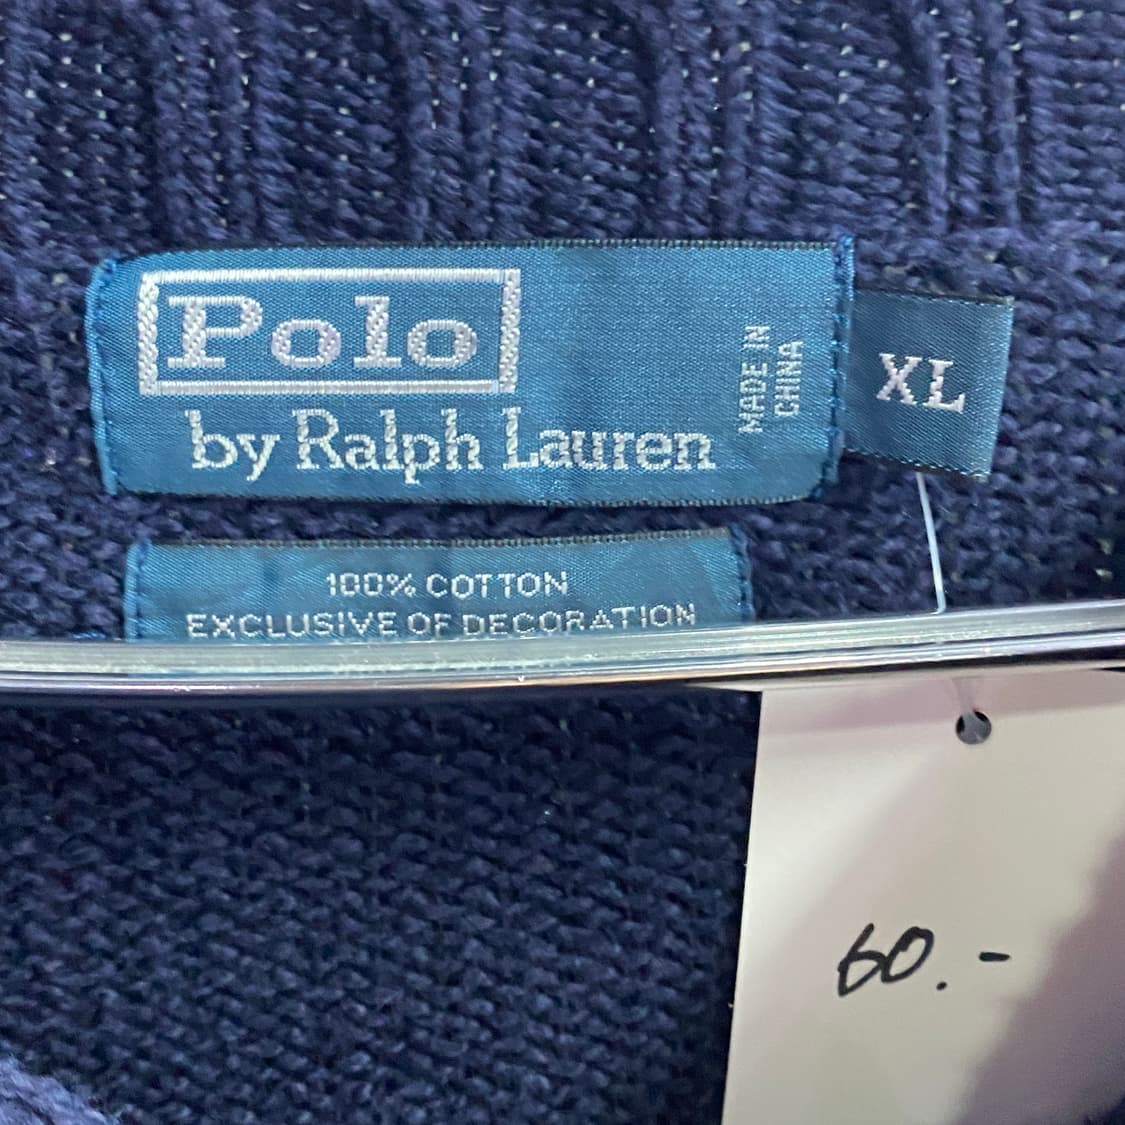 Polo
by Ralph Lauren
MADE IN
CHINA
XL
100% COTTON
EXCLUSIVE OF DECORATION
60.-